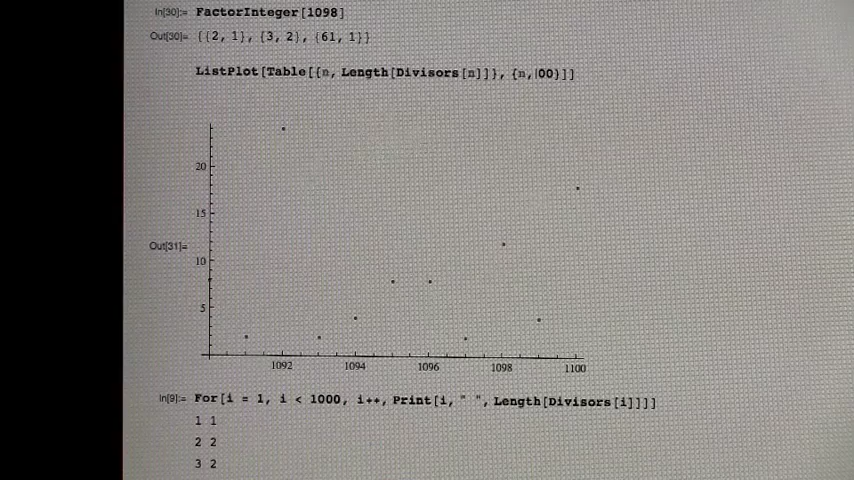 In[30]:= FactorInteger[1098]
Out[30]= {{2, 1}, {3, 2}, {61, 1}}
ListPlot[Table[{n, Length[Divisors[n]]}, {n,|00}]]
20
15
Out[31]= 10
5
1092 1094 1096 1098 1100
In[9]:= For[i = 1, i < 1000, i++, Print[i, " ", Length[Divisors[i]]]]
1 1
2 2
3 2